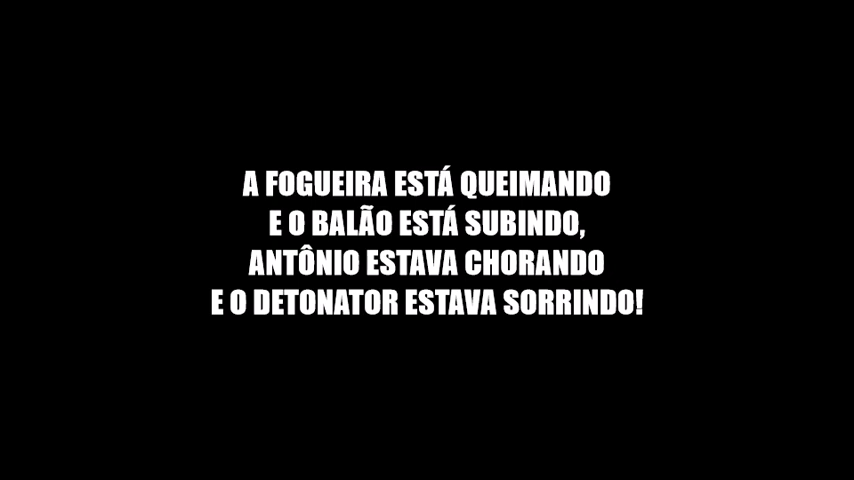 A FOGUEIRA ESTÁ QUEIMANDO
E O BALÃO ESTÁ SUBINDO,
ANTÔNIO ESTAVA CHORANDO
E O DETONATOR ESTAVA SORRINDO!